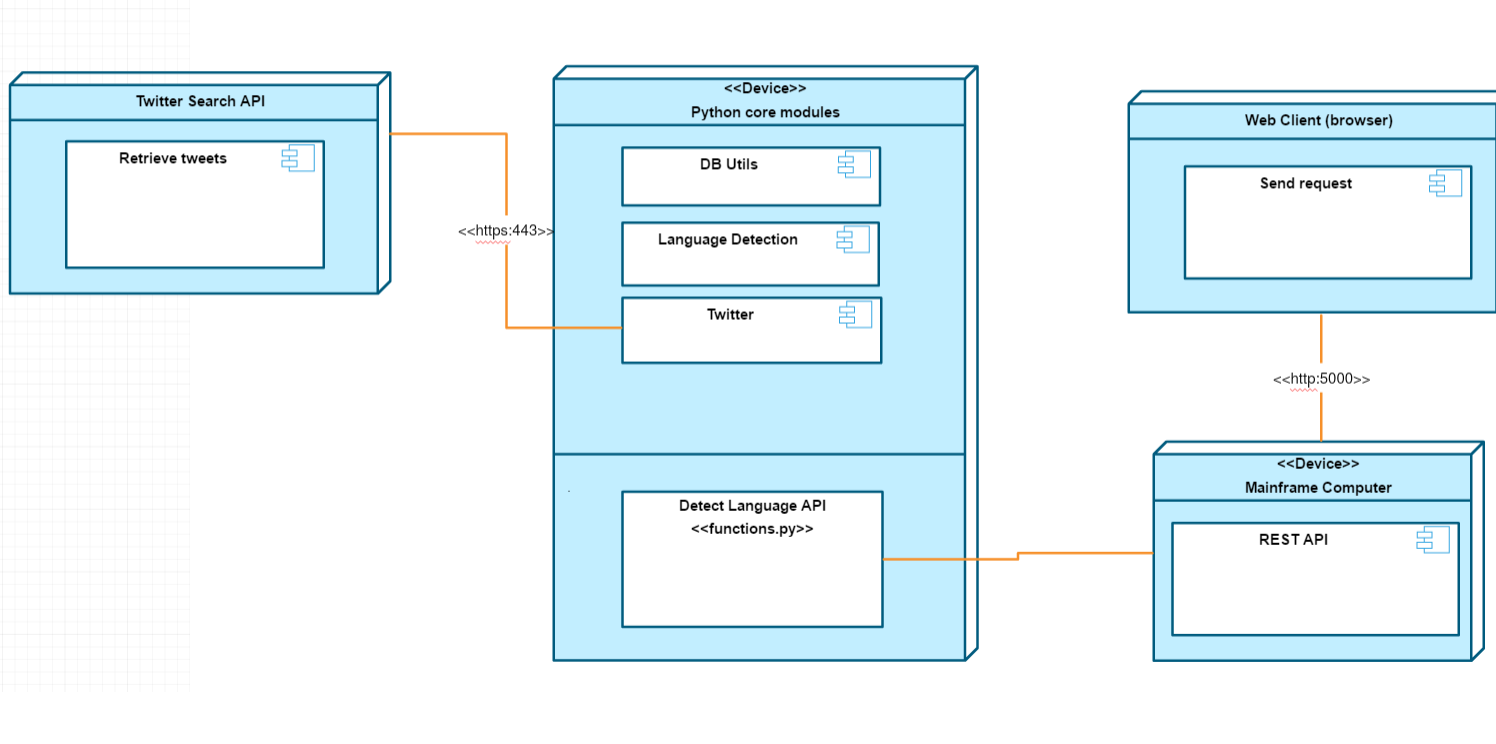 Twitter Search API
Retrieve tweets
<<https:443>>
<<Device>>
Python core modules
DB Utils
Language Detection
Twitter
Detect Language API
<<functions.py>>
Web Client (browser)
Send request
<<http:5000>>
<<Device>>
Mainframe Computer
REST API